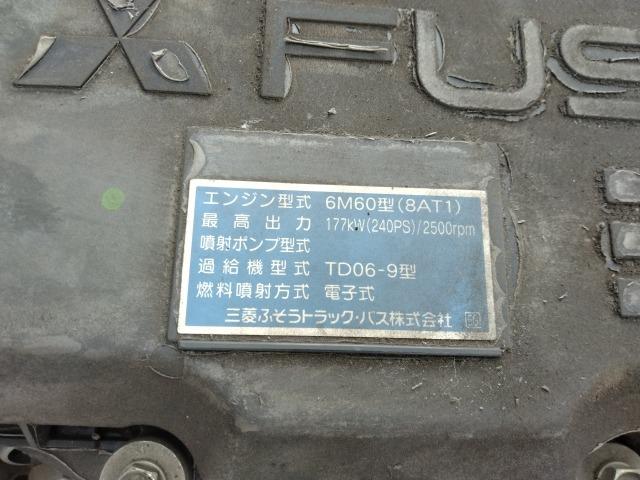 FUS
エンジン型式 6M60型(8AT1)
最高出力 177kW(240PS)/2500rpm
噴射ポンプ型式
過給機型式 TD06-9型
燃料噴射方式 電子式
三菱ふそうトラック・バス株式会社